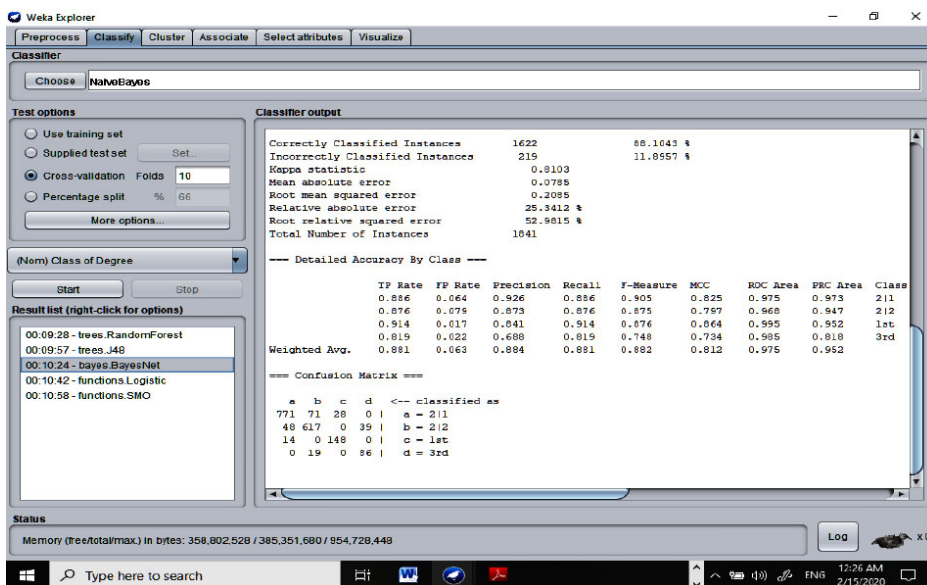 Weka Explorer
Preprocess Classify Cluster Associate Select attributes Visualize
Classifier
Choose NaiveBayes
Test options
Use training set
Supplied test set Set...
Cross-validation Folds 10
Percentage split % 66
More options...
(Nom) Class of Degree
Start Stop
Result list (right-click for options)
00:09:28 - trees.RandomForest
00:09:57 - trees.J48
00:10:24 - bayes.BayesNet
00:10:42 - functions.Logistic
00:10:58 - functions.SMO
Classifier output
Correctly Classified Instances 1622 88.1043 %
Incorrectly Classified Instances 219 11.8957 %
Kappa statistic 0.8103
Mean absolute error 0.0785
Root mean squared error 0.2085
Relative absolute error 25.3412 %
Root relative squared error 52.9815 %
Total Number of Instances 1841
=== Detailed Accuracy By Class ===
TP Rate FP Rate Precision Recall F-Measure MCC ROC Area PRC Area Class
0.886 0.064 0.926 0.886 0.905 0.825 0.975 0.973 2|1
0.876 0.079 0.873 0.876 0.875 0.797 0.968 0.947 2|2
0.914 0.017 0.841 0.914 0.876 0.864 0.995 0.952 1st
0.819 0.022 0.688 0.819 0.748 0.734 0.985 0.818 3rd
Weighted Avg. 0.881 0.063 0.884 0.881 0.882 0.812 0.975 0.952
=== Confusion Matrix ===
a b c d <-- classified as
771 71 28 0 | a = 2|1
48 617 0 39 | b = 2|2
14 0 148 0 | c = 1st
0 19 0 86 | d = 3rd
Status
Memory (free/total/max.) in bytes: 358,802,528 / 385,351,680 / 954,728,448
Log
Type here to search
ENG
12:26 AM
2/15/2020